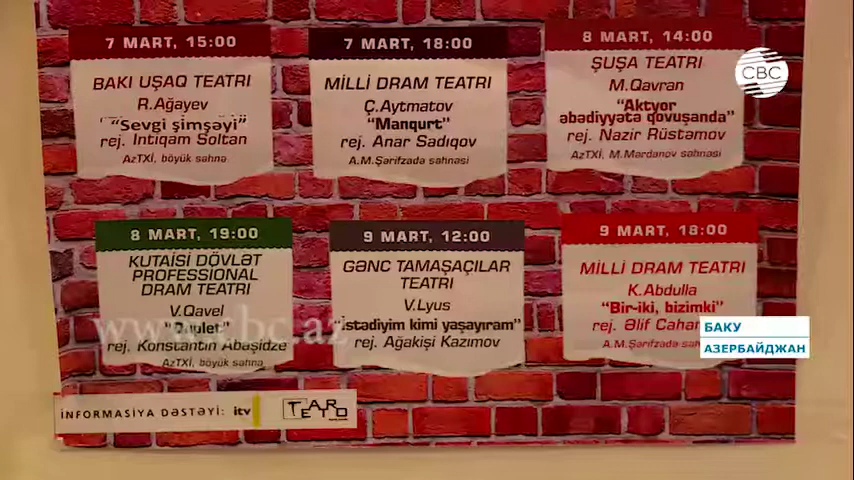 7 MART, 15:00
BAKI UŞAQ TEATRI
R.Ağayev
"Sevgi şimşəyi"
rej. İntiqam Soltan
AzTXİ, böyük səhnə
7 MART, 18:00
MİLLİ DRAM TEATRI
Ç.Aytmatov
"Manqurt"
rej. Anar Sadıqov
A.M.Şərifzadə səhnəsi
8 MART, 14:00
ŞUŞA TEATRI
M.Qavran
"Aktyor
əbədiyyətə qovuşanda"
rej. Nazir Rüstəmov
AzTXİ, M.Mərdanov səhnəsi
CBC
8 MART, 19:00
KUTAİSİ DÖVLƏT
PROFESSIONAL
DRAM TEATRI
V.Qavel
rej. Konstantin Abaşidze
AzTXİ, böyük səhnə
9 MART, 12:00
GƏNC TAMAŞAÇILAR
TEATRI
V.Lyus
"İstədiyim kimi yaşayıram"
rej. Ağakişi Kazımov
9 MART, 18:00
MİLLİ DRAM TEATRI
K.Abdulla
"Bir-iki, bizimki"
rej. Əlif Cahan
A.M.Şərifzadə sə
www.cbc.az
БАКУ
АЗЕРБАЙДЖАН
İNFORMASİYA DƏSTƏYİ: itv TEATRO